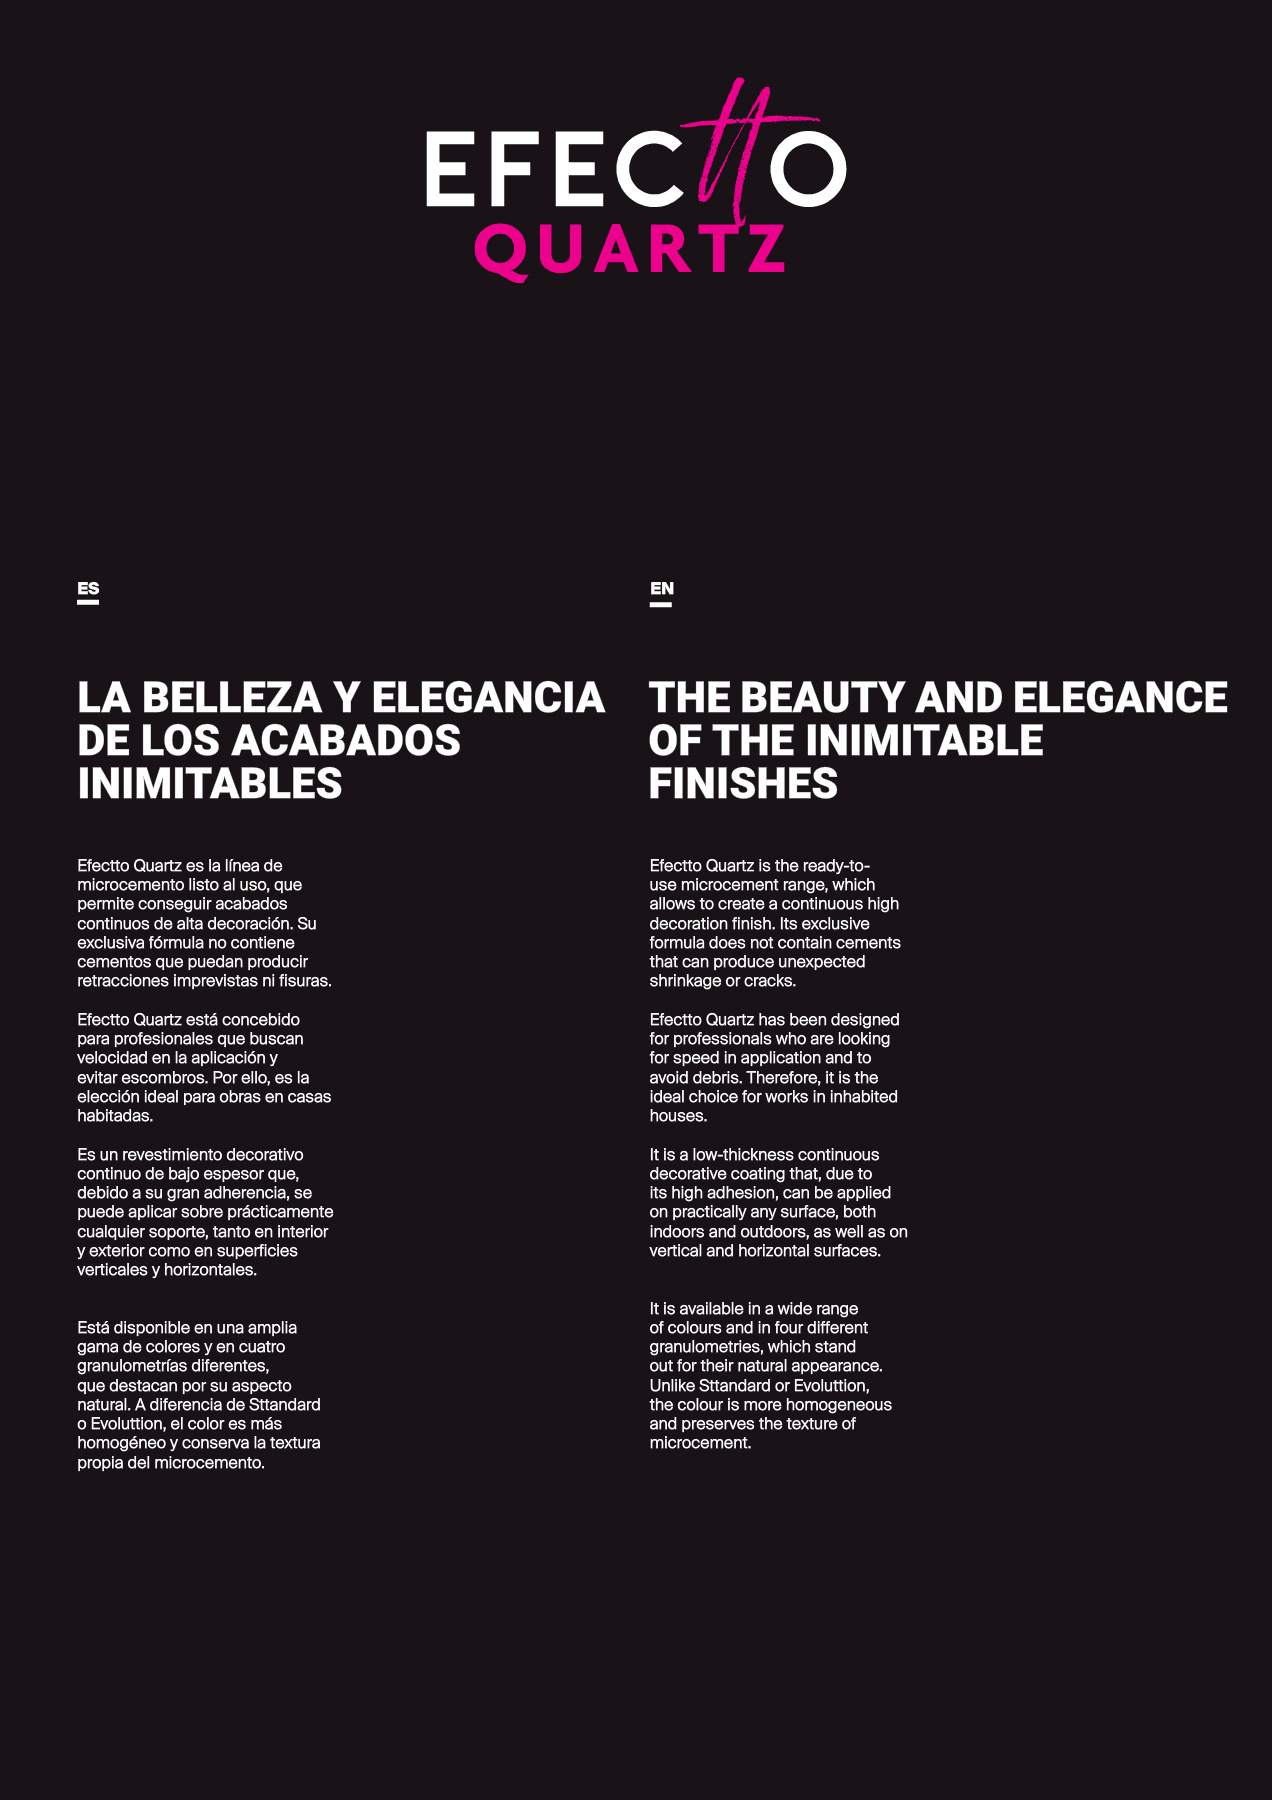 EFECttO
QUARTZ
ES
LA BELLEZA Y ELEGANCIA
DE LOS ACABADOS
INIMITABLES
Efectto Quartz es la línea de
microcemento listo al uso, que
permite conseguir acabados
continuos de alta decoración. Su
exclusiva fórmula no contiene
cementos que puedan producir
retracciones imprevistas ni fisuras.
Efectto Quartz está concebido
para profesionales que buscan
velocidad en la aplicación y
evitar escombros. Por ello, es la
elección ideal para obras en casas
habitadas.
Es un revestimiento decorativo
continuo de bajo espesor que,
debido a su gran adherencia, se
puede aplicar sobre prácticamente
cualquier soporte, tanto en interior
y exterior como en superficies
verticales y horizontales.
Está disponible en una amplia
gama de colores y en cuatro
granulometrías diferentes,
que destacan por su aspecto
natural. A diferencia de Sttandard
o Evoluttion, el color es más
homogéneo y conserva la textura
propia del microcemento.
EN
THE BEAUTY AND ELEGANCE
OF THE INIMITABLE
FINISHES
Efectto Quartz is the ready-to-
use microcement range, which
allows to create a continuous high
decoration finish. Its exclusive
formula does not contain cements
that can produce unexpected
shrinkage or cracks.
Efectto Quartz has been designed
for professionals who are looking
for speed in application and to
avoid debris. Therefore, it is the
ideal choice for works in inhabited
houses.
It is a low-thickness continuous
decorative coating that, due to
its high adhesion, can be applied
on practically any surface, both
indoors and outdoors, as well as on
vertical and horizontal surfaces.
It is available in a wide range
of colours and in four different
granulometries, which stand
out for their natural appearance.
Unlike Sttandard or Evoluttion,
the colour is more homogeneous
and preserves the texture of
microcement.